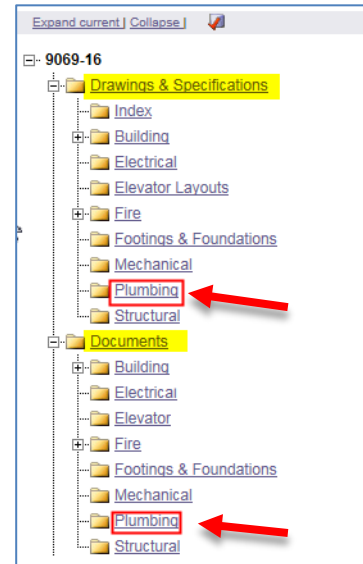 Expand current | Collapse |
9069-16
Drawings & Specifications
Index
Building
Electrical
Elevator Layouts
Fire
Footings & Foundations
Mechanical
Plumbing
Structural
Documents
Building
Electrical
Elevator
Fire
Footings & Foundations
Mechanical
Plumbing
Structural